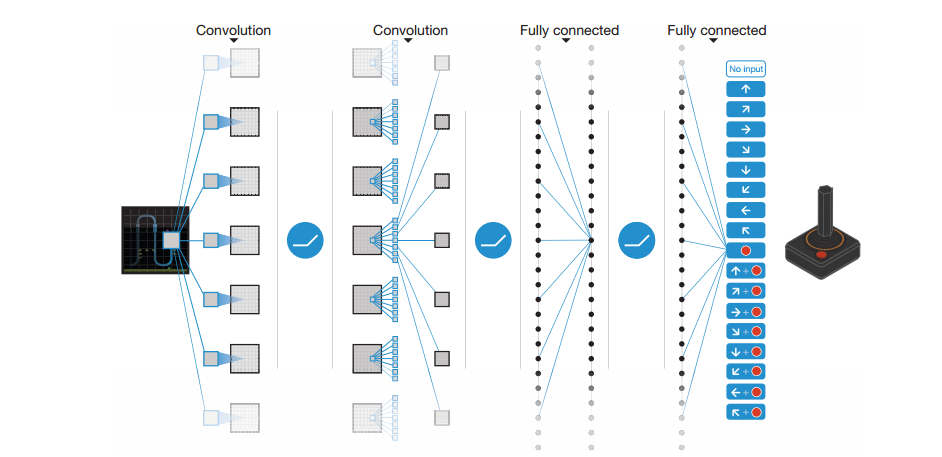 Convolution
Convolution
Fully connected
Fully connected
No input
+
+
+
+
+
+
+
+